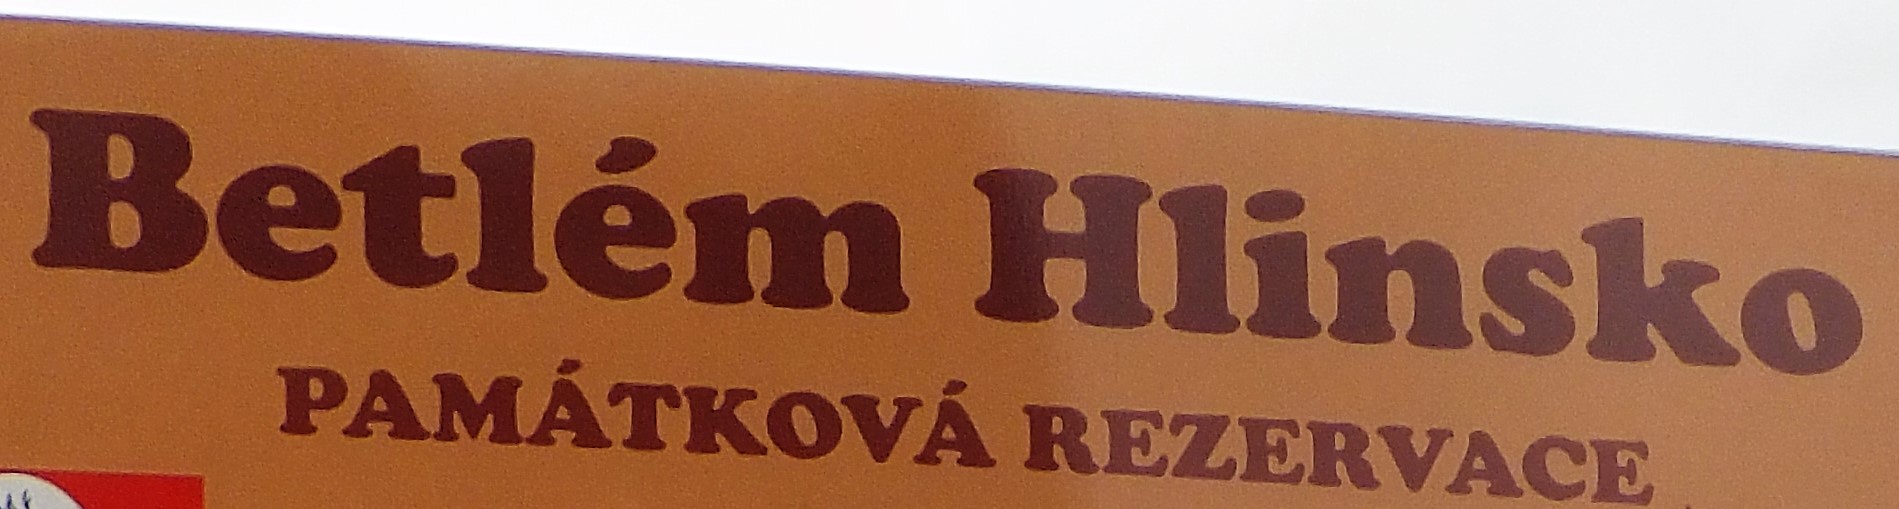 Betlém Hlinsko
PAMÁTKOVÁ REZERVACE